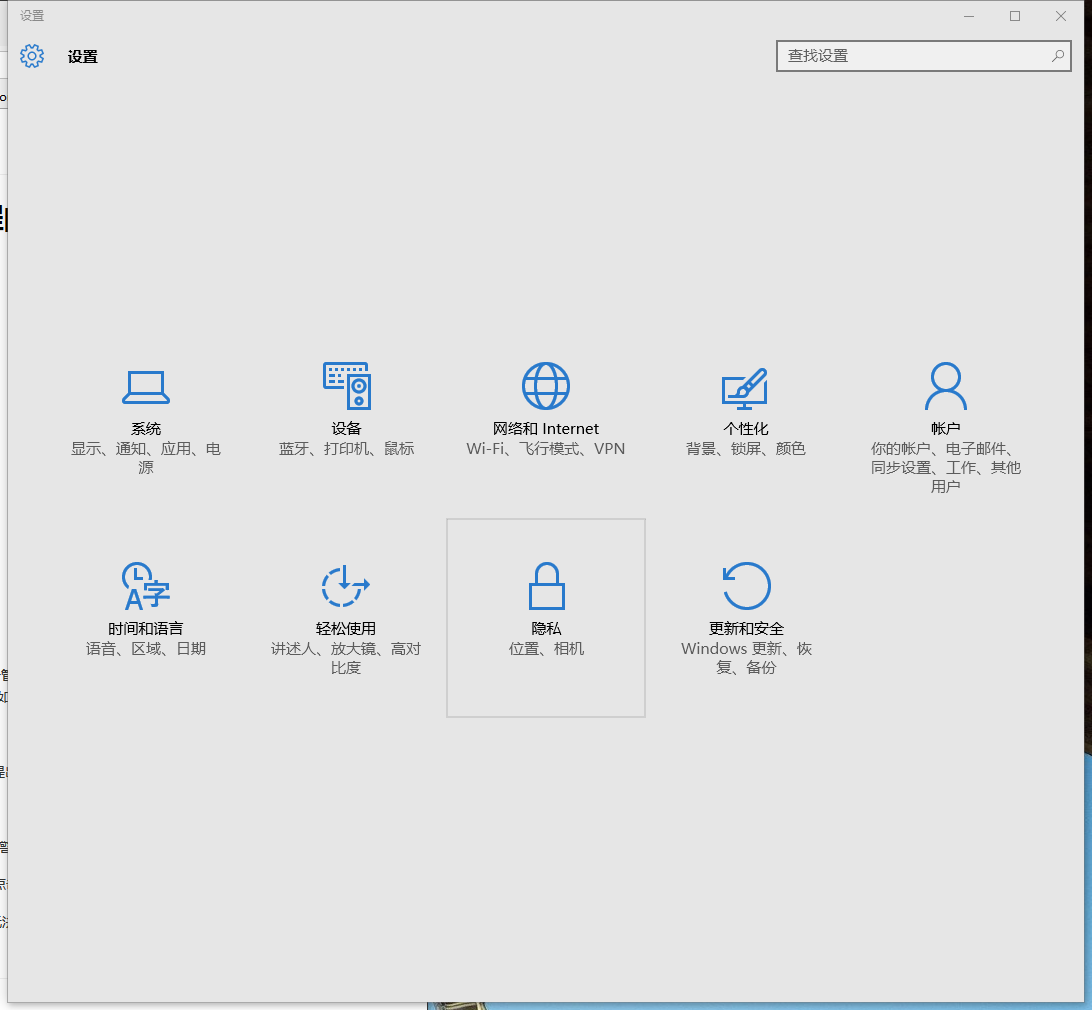 设置
设置
查找设置
系统
显示、通知、应用、电
源
设备
蓝牙、打印机、鼠标
网络和 Internet
Wi-Fi、飞行模式、VPN
个性化
背景、锁屏、颜色
帐户
你的帐户、电子邮件、
同步设置、工作、其他
用户
字
时间和语言
语音、区域、日期
轻松使用
讲述人、放大镜、高对
比度
隐私
位置、相机
更新和安全
Windows 更新、恢
复、备份